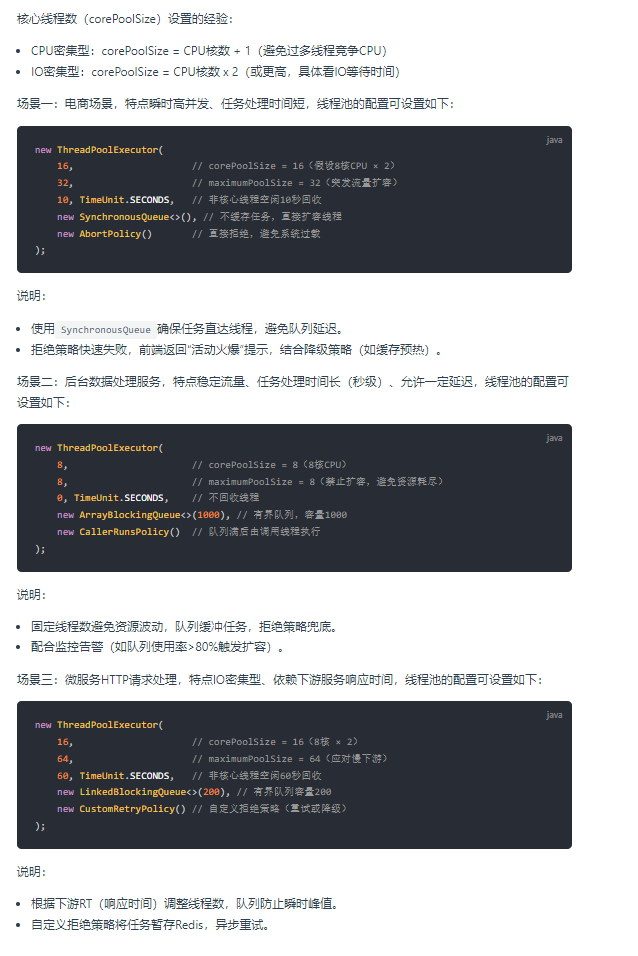 核心线程数（corePoolSize）设置的经验：
• CPU密集型：corePoolSize = CPU核数 + 1（避免过多线程竞争CPU）
• IO密集型：corePoolSize = CPU核数 x 2（或更高，具体看IO等待时间）
场景一：电商场景，特点瞬时高并发、任务处理时间短，线程池的配置可设置如下：
java
new ThreadPoolExecutor(
    16,                     // corePoolSize = 16（假设8核CPU × 2）
    32,                     // maximumPoolSize = 32（突发流量扩容）
    10, TimeUnit.SECONDS,   // 非核心线程空闲10秒回收
    new SynchronousQueue<>(), // 不缓存任务，直接扩容线程
    new AbortPolicy()       // 直接拒绝，避免系统过载
);
说明：
• 使用 SynchronousQueue 确保任务直达线程，避免队列延迟。
• 拒绝策略快速失败，前端返回“活动火爆”提示，结合降级策略（如缓存预热）。
场景二：后台数据处理服务，特点稳定流量、任务处理时间长（秒级）、允许一定延迟，线程池的配置可
设置如下：
java
new ThreadPoolExecutor(
    8,                      // corePoolSize = 8（8核CPU）
    8,                      // maximumPoolSize = 8（禁止扩容，避免资源耗尽）
    0, TimeUnit.SECONDS,    // 不回收线程
    new ArrayBlockingQueue<>(1000), // 有界队列，容量1000
    new CallerRunsPolicy()  // 队列满后由调用线程执行
);
说明：
• 固定线程数避免资源波动，队列缓冲任务，拒绝策略兜底。
• 配合监控告警（如队列使用率>80%触发扩容）。
场景三：微服务HTTP请求处理，特点IO密集型、依赖下游服务响应时间，线程池的配置可设置如下：
java
new ThreadPoolExecutor(
    16,                     // corePoolSize = 16（8核 × 2）
    64,                     // maximumPoolSize = 64（应对慢下游）
    60, TimeUnit.SECONDS,   // 非核心线程空闲60秒回收
    new LinkedBlockingQueue<>(200), // 有界队列容量200
    new CustomRetryPolicy() // 自定义拒绝策略（重试或降级）
);
说明：
• 根据下游RT（响应时间）调整线程数，队列防止瞬时峰值。
• 自定义拒绝策略将任务暂存Redis，异步重试。